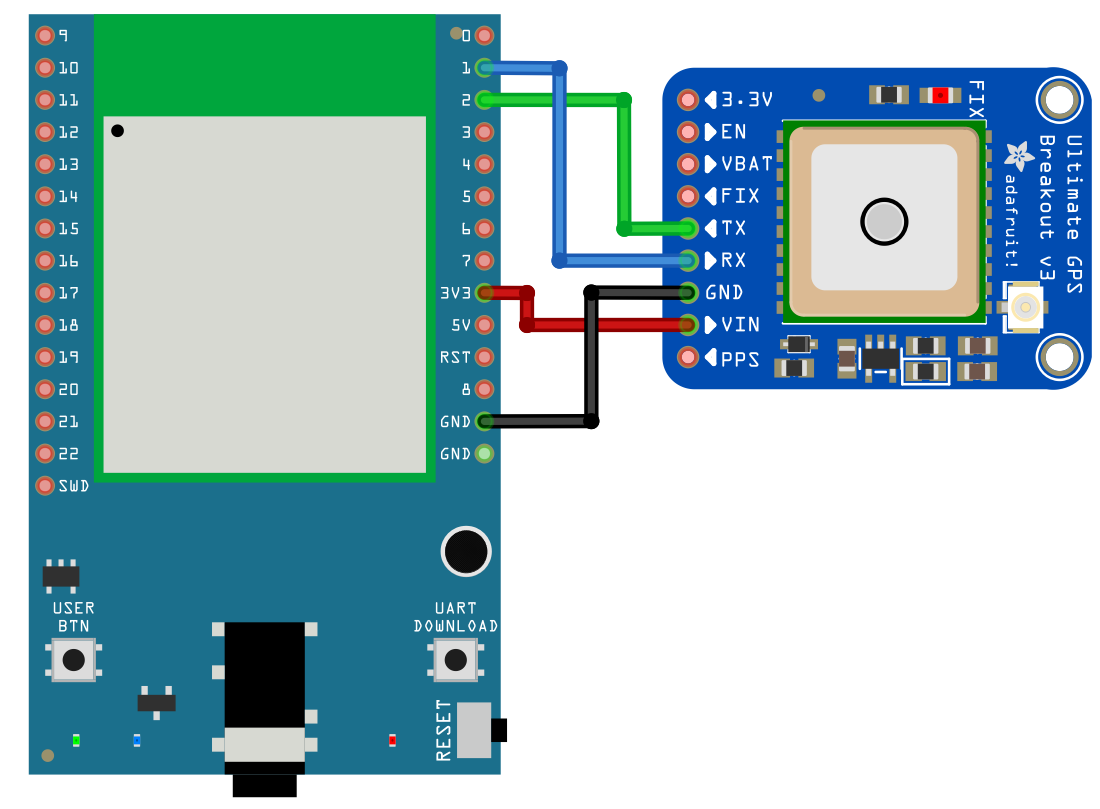 9
10
11
12
13
14
15
16
17
18
19
20
21
22
SWD
0
1
2
3
4
5
6
7
3V3
5V
RST
8
GND
GND
USER
BTN
UART
DOWNLOAD
RESET
3.3V
EN
VBAT
FIX
TX
RX
GND
VIN
PPS
FIX
Ultimate GPS
Breakout v3
adafruit!